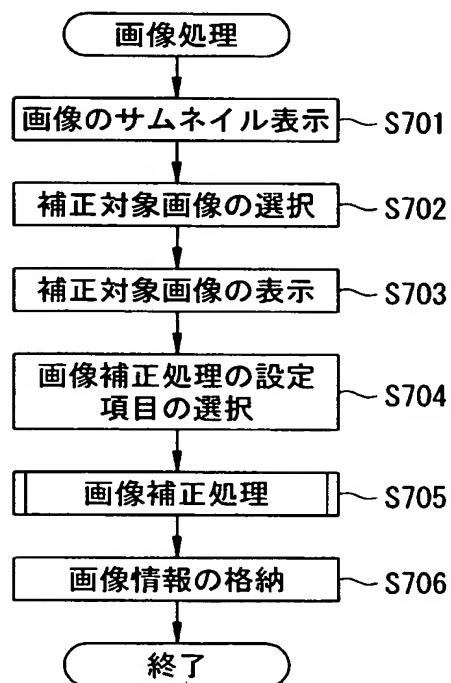 画像処理
画像のサムネイル表示 S701
補正対象画像の選択 S702
補正対象画像の表示 S703
画像補正処理の設定
項目の選択 S704
画像補正処理 S705
画像情報の格納 S706
終了